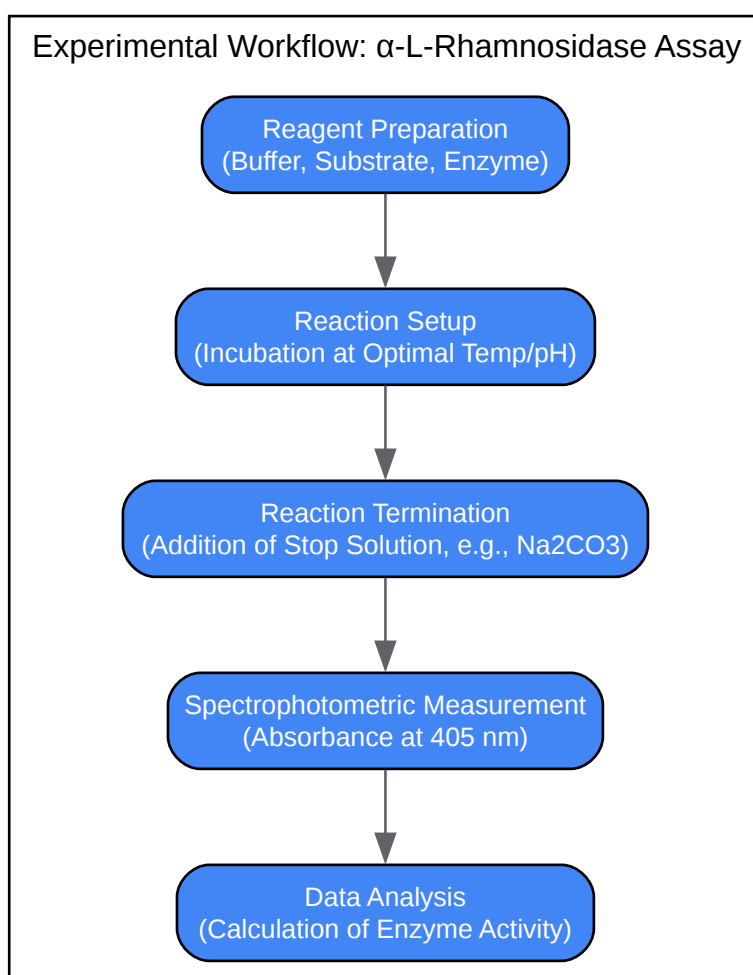 Experimental Workflow: α-L-Rhamnosidase Assay
Reagent Preparation
(Buffer, Substrate, Enzyme)
Reaction Setup
(Incubation at Optimal Temp/pH)
Reaction Termination
(Addition of Stop Solution, e.g., Na2CO3)
Spectrophotometric Measurement
(Absorbance at 405 nm)
Data Analysis
(Calculation of Enzyme Activity)